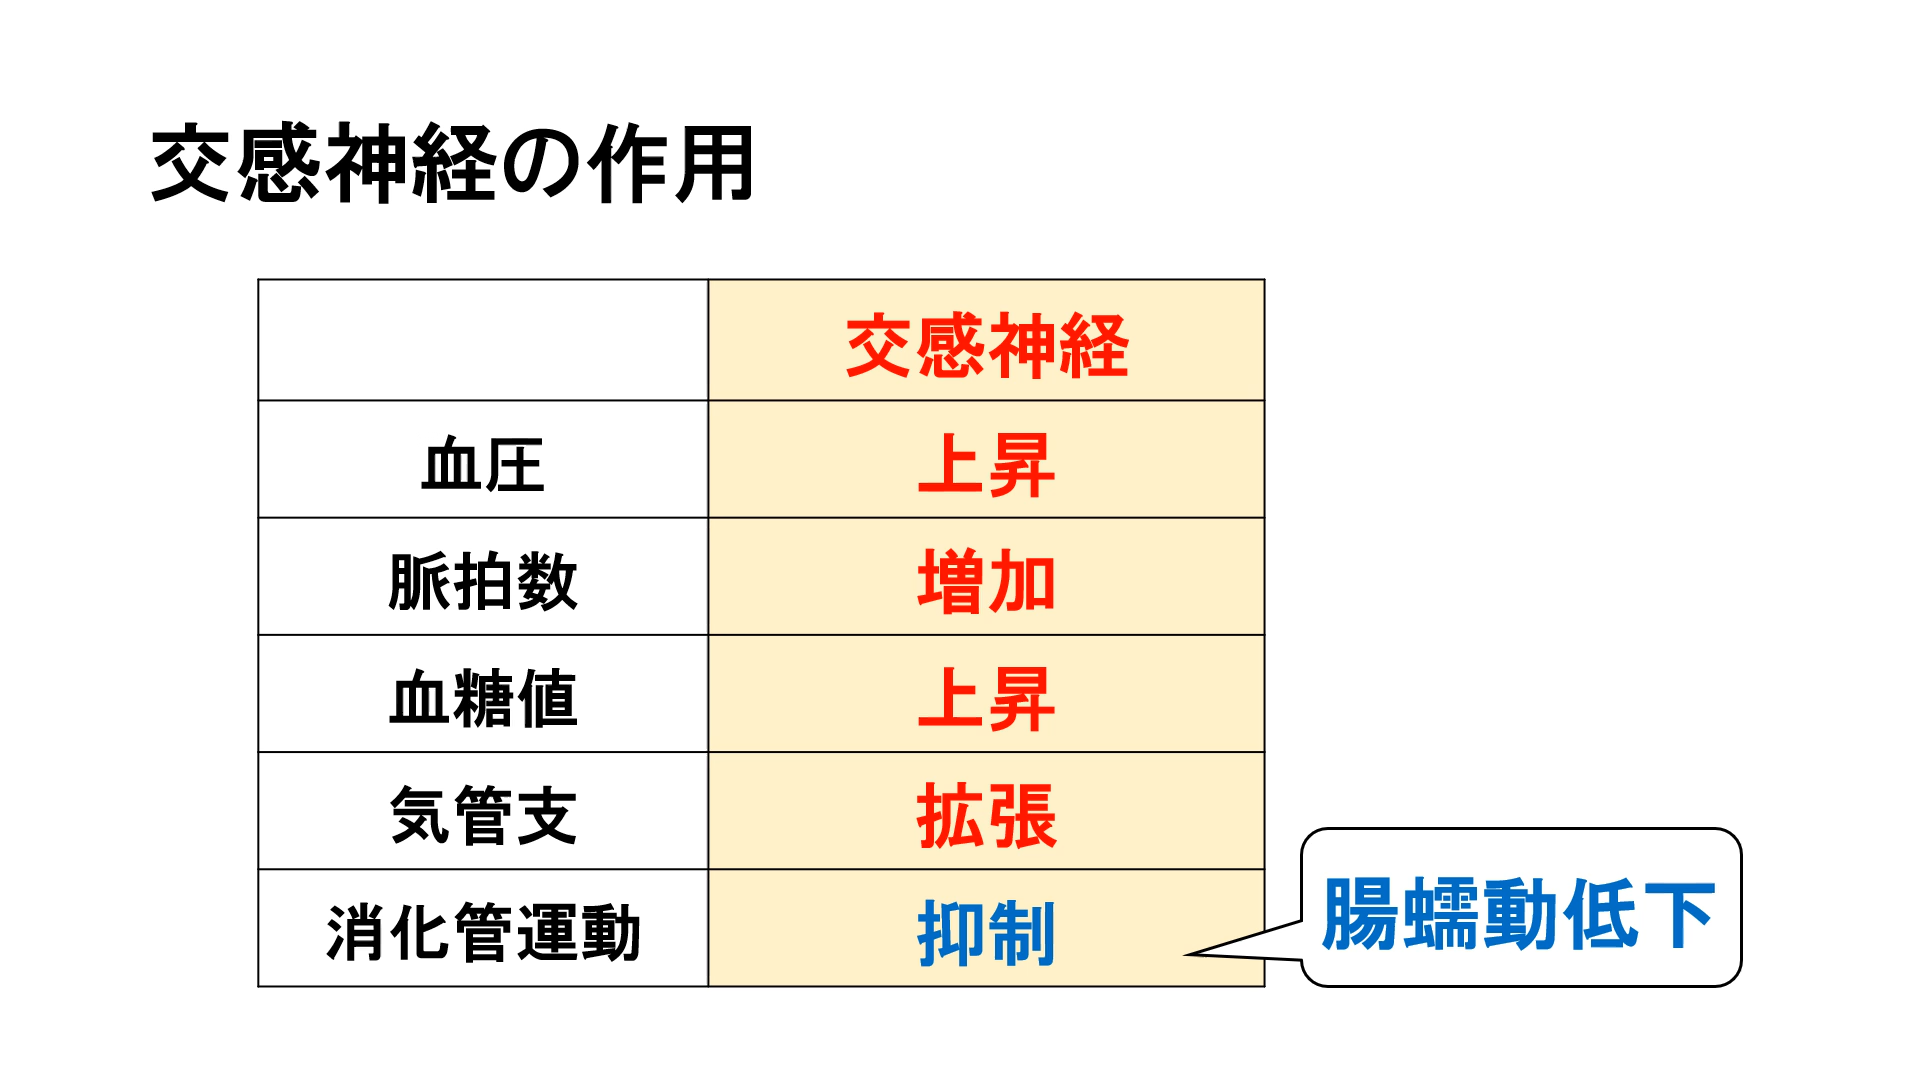 交感神経の作用
交感神経
血圧 上昇
脈拍数 増加
血糖値 上昇
気管支 拡張
消化管運動 抑制
腸蠕動低下